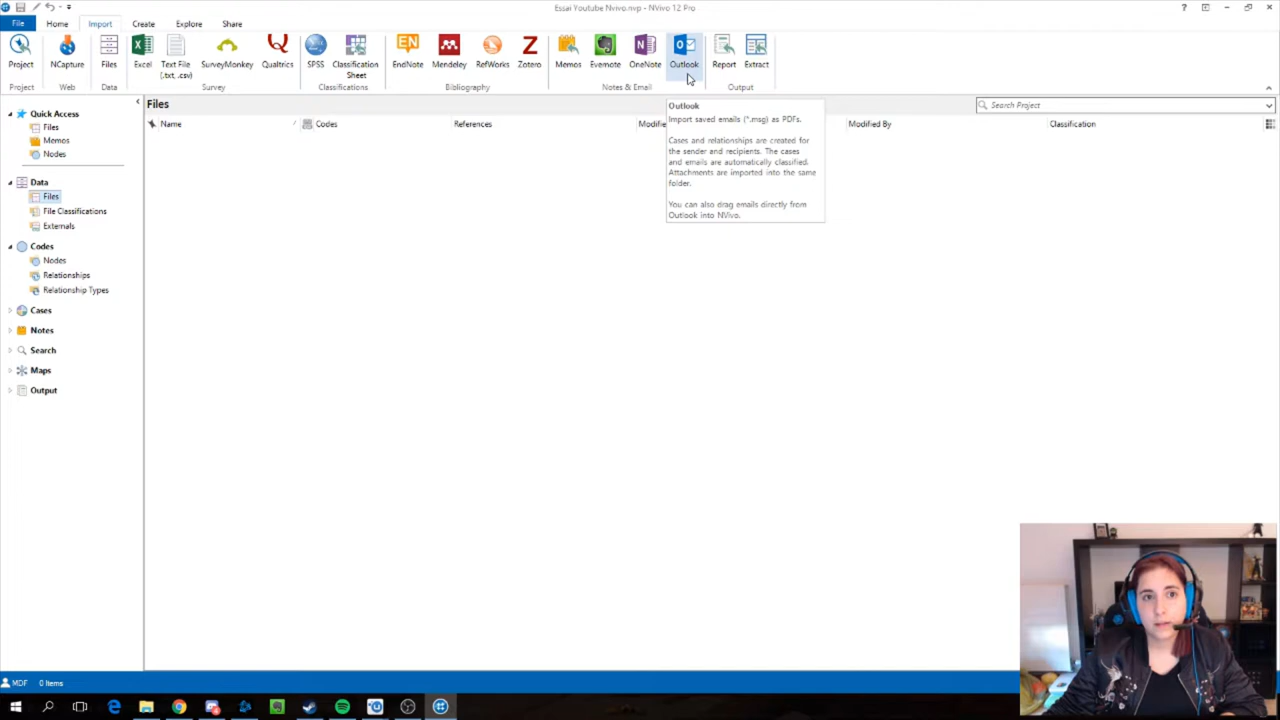 Essai Youtube Nvivo.nvp - NVivo 12 Pro
File Home Import Create Explore Share
Project NCapture Files Excel Text File (.txt, .csv) SurveyMonkey Qualtrics SPSS Classification Sheet EndNote Mendeley RefWorks Zotero Memos Evernote OneNote Outlook Report Extract
Project Web Data Survey Classifications Bibliography Notes & Email Output
Quick Access
Files
Memos
Nodes
Data
Files
File Classifications
Externals
Codes
Nodes
Relationships
Relationship Types
Cases
Notes
Search
Maps
Output
Files
Search Project
Name Codes References Modifie Modified By Classification
Outlook
Import saved emails (*.msg) as PDFs.
Cases and relationships are created for
the sender and recipients. The cases
and emails are automatically classified.
Attachments are imported into the same
folder.
You can also drag emails directly from
Outlook into NVivo.
MDF 0 Items